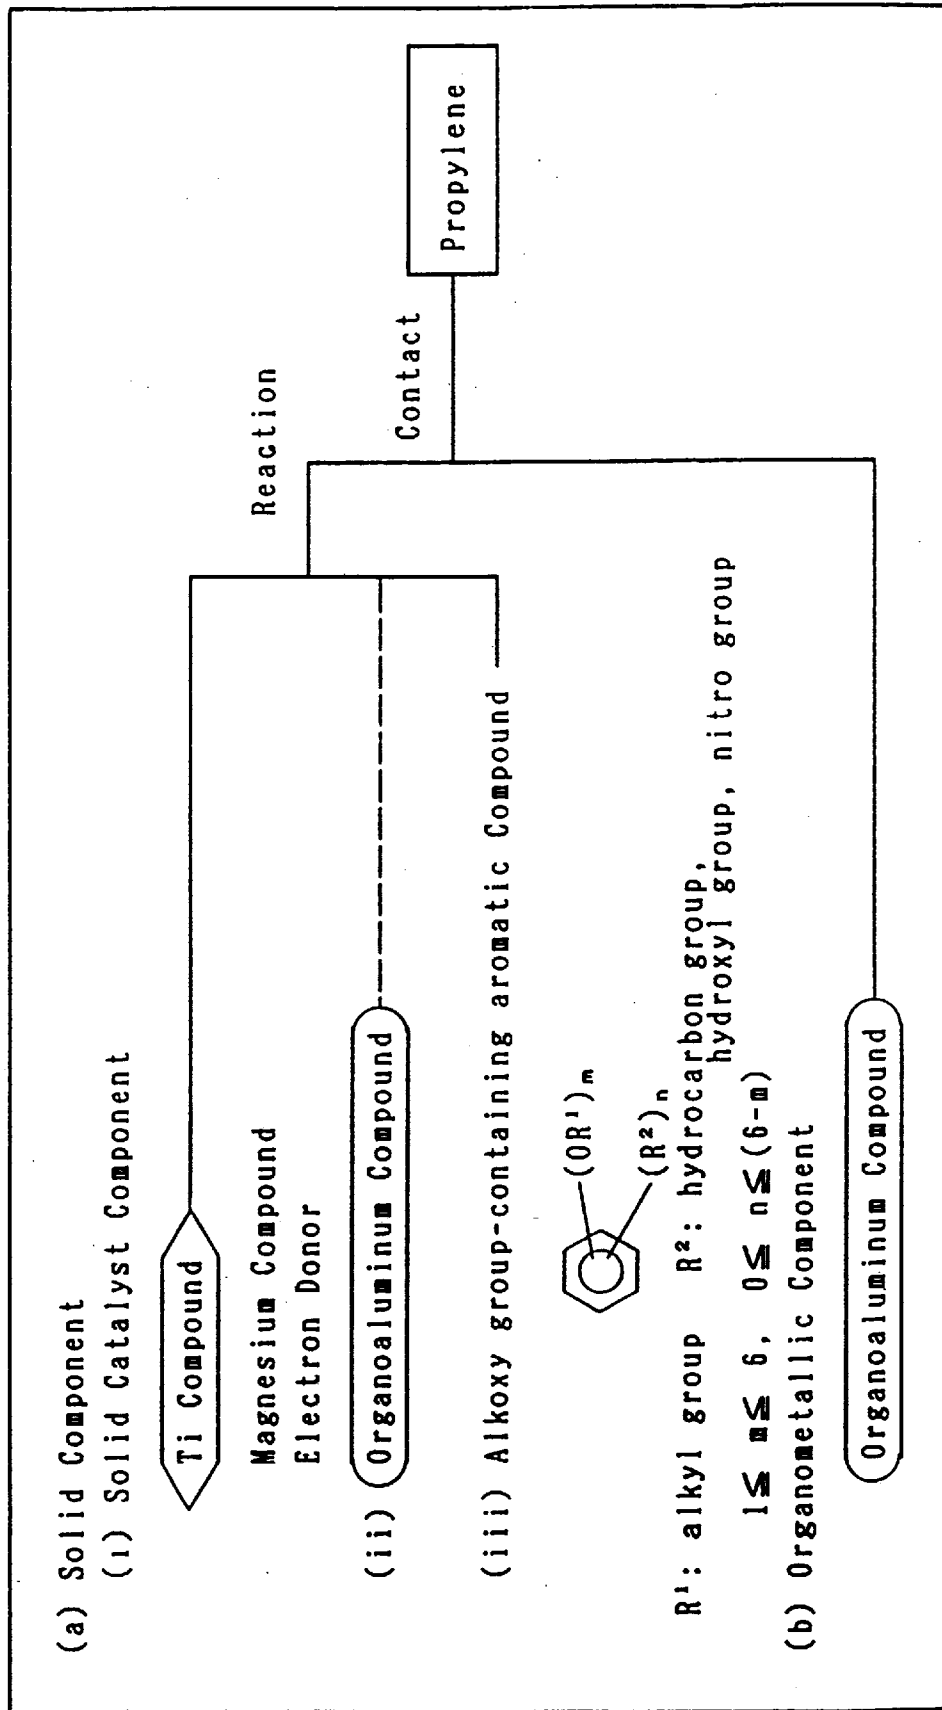 (a) Solid Component
(i) Solid Catalyst Component
Ti Compound
Magnesium Compound
Electron Donor
(ii) Organoaluminum Compound
(iii) Alkoxy group-containing aromatic Compound
(OR¹)ₘ
(R²)ₙ
R¹: alkyl group R²: hydrocarbon group,
hydroxyl group, nitro group
1≦ m≦ 6, 0≦ n≦(6-m)
(b) Organometallic Component
Organoaluminum Compound
Reaction
Contact
Propylene